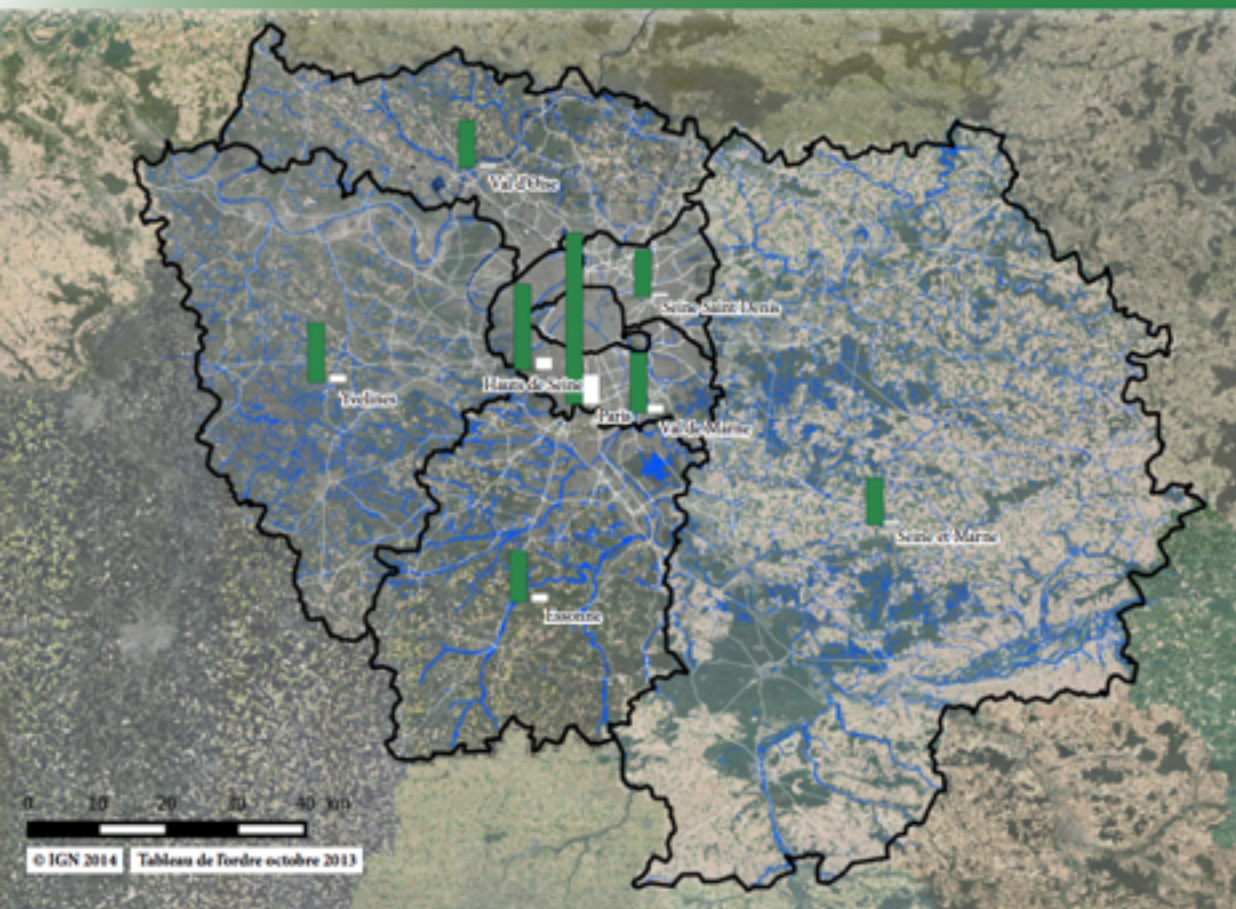 Val d'Oise
Seine Saint Denis
Hauts de Seine
Yvelines
Paris
Val de Marne
Seine et Marne
Essonne
0 10 20 30 40 km
© IGN 2014 Tableau de l'ordre octobre 2013